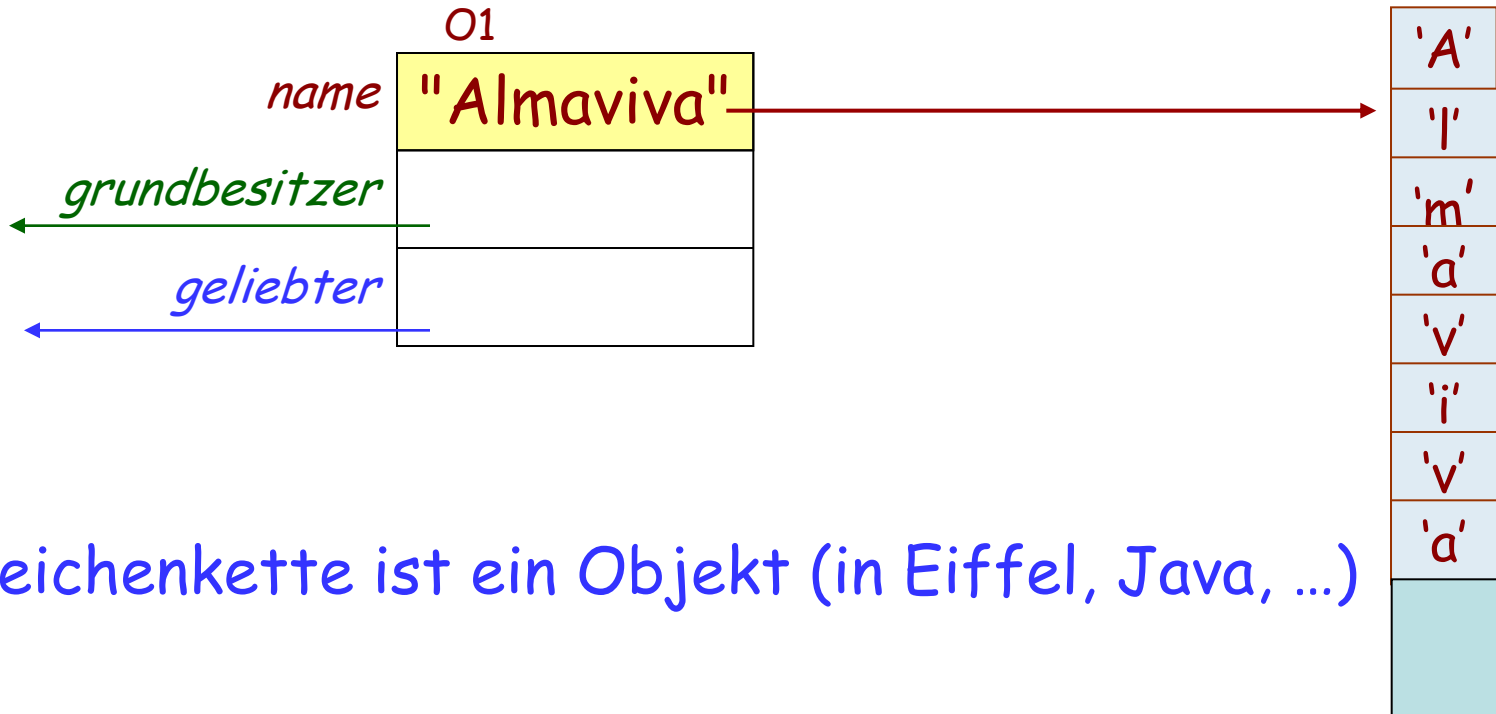 O1
name
"Almaviva"
grundbesitzer
geliebter
'A'
'l'
'm'
'a'
'v'
'i'
'v'
'a'
eichenkette ist ein Objekt (in Eiffel, Java, …)